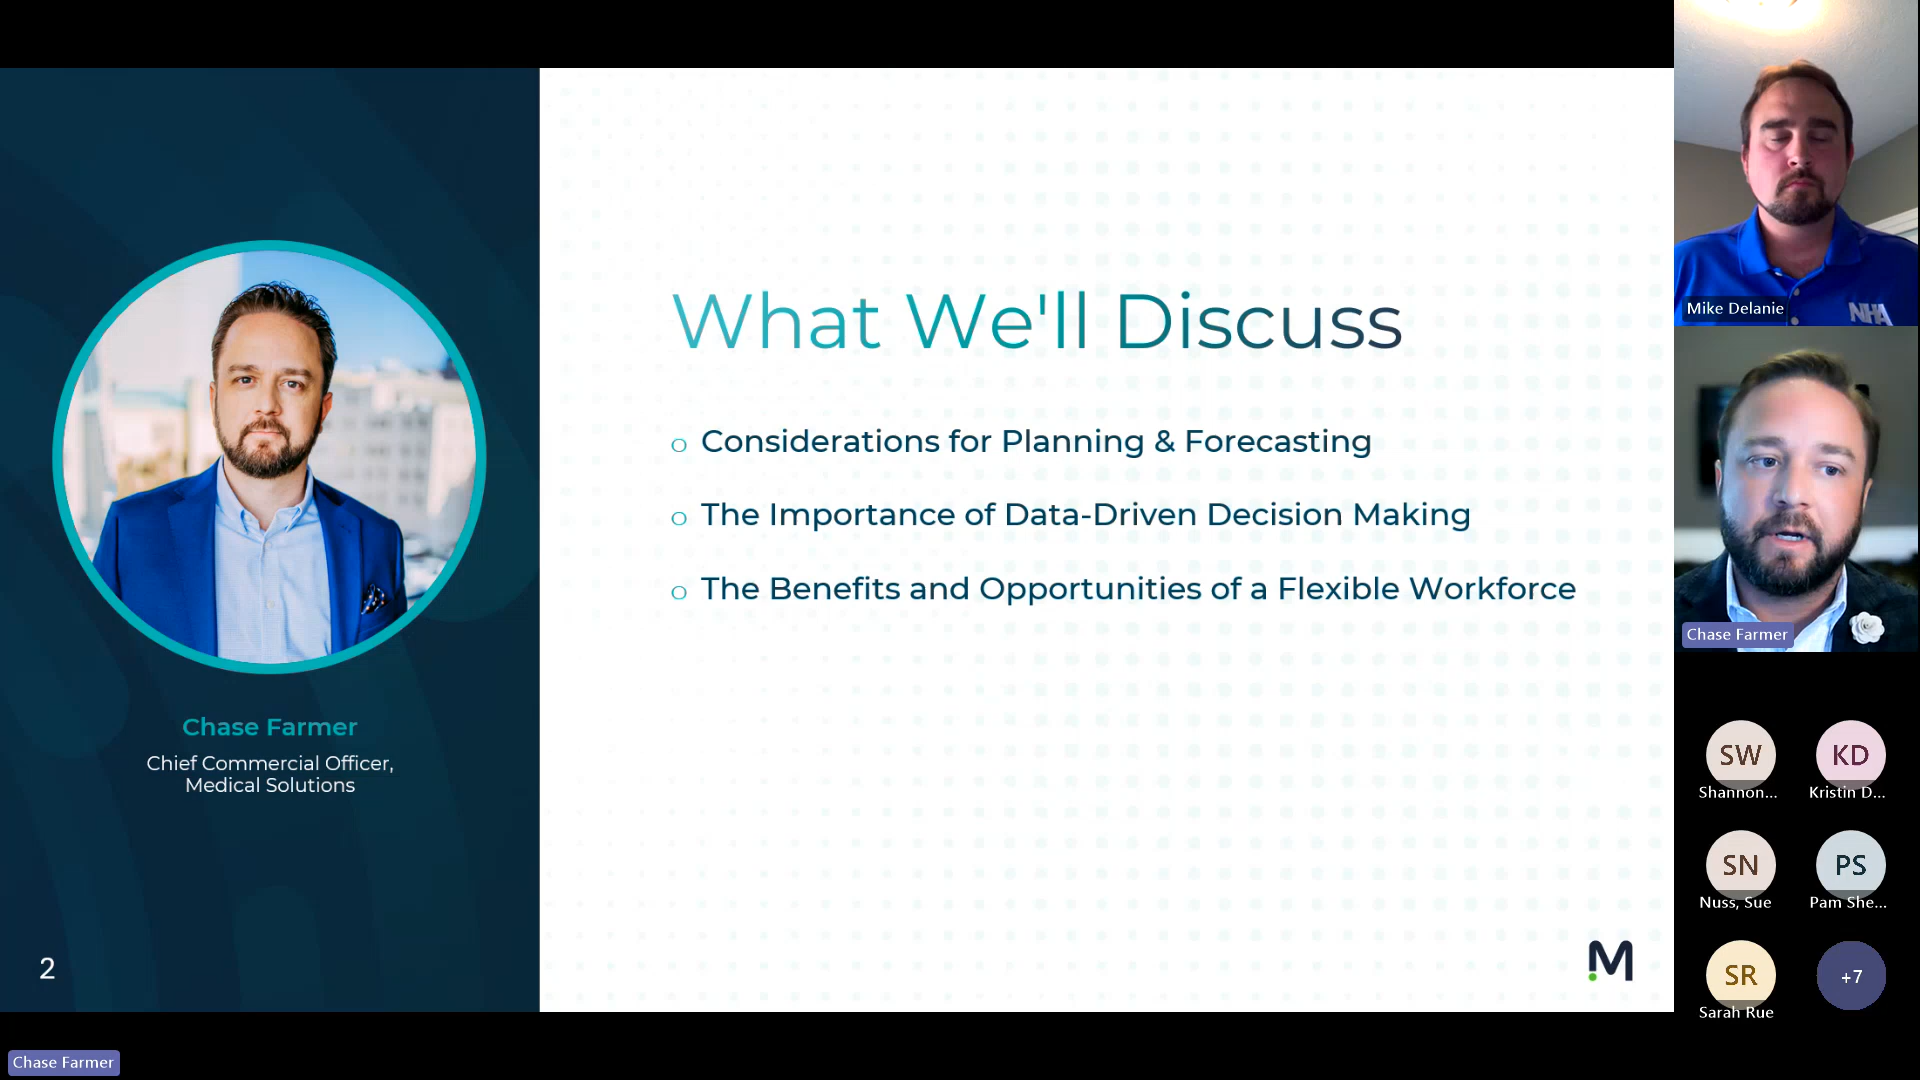 What We'll Discuss
o Considerations for Planning & Forecasting
o The Importance of Data-Driven Decision Making
o The Benefits and Opportunities of a Flexible Workforce
Chase Farmer
Chief Commercial Officer,
Medical Solutions
2
M
Chase Farmer
NHA
Mike Delanie
Chase Farmer
SW
Shannon...
KD
Kristin D...
SN
Nuss, Sue
PS
Pam She...
SR
Sarah Rue
+7